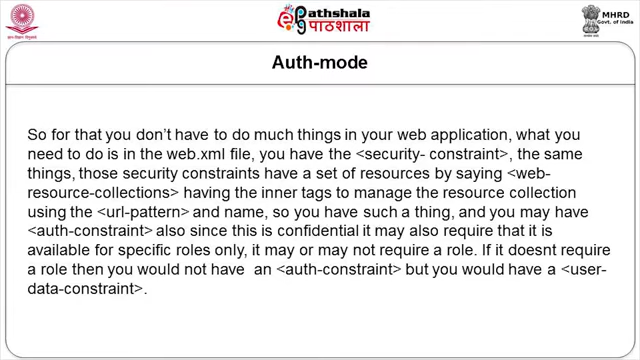 Pathshala
पाठशाला
MHRD
Govt. of India
Auth-mode
So for that you don't have to do much things in your web application, what you
need to do is in the web.xml file, you have the <security- constraint>, the same
things, those security constraints have a set of resources by saying <web-
resource-collections> having the inner tags to manage the resource collection
using the <url-pattern> and name, so you have such a thing, and you may have
<auth-constraint> also since this is confidential it may also require that it is
available for specific roles only, it may or may not require a role. If it doesnt require
a role then you would not have  an <auth-constraint> but you would have a <user-
data-constraint>.